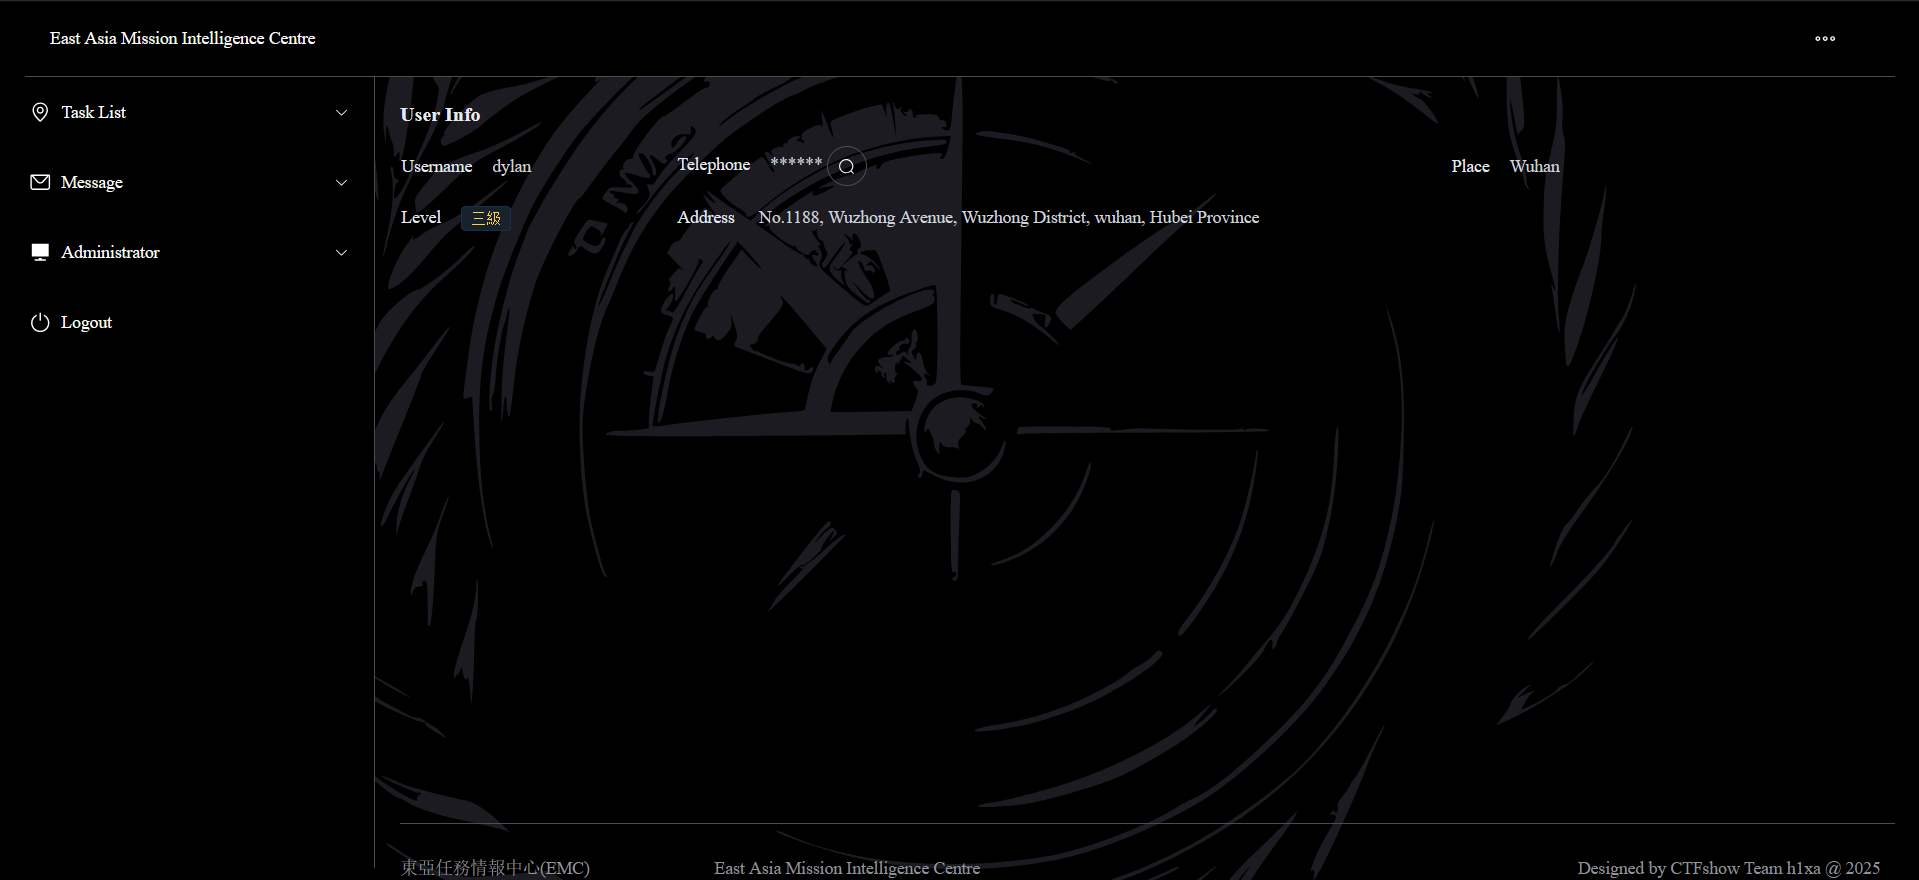 East Asia Mission Intelligence Centre
Task List
Message
Administrator
Logout
User Info
Username dylan
Telephone ******
Place Wuhan
Level 三級
Address No.1188, Wuzhong Avenue, Wuzhong District, wuhan, Hubei Province
東亞任務情報中心(EMC)
East Asia Mission Intelligence Centre
Designed by CTFshow Team h1xa @ 2025